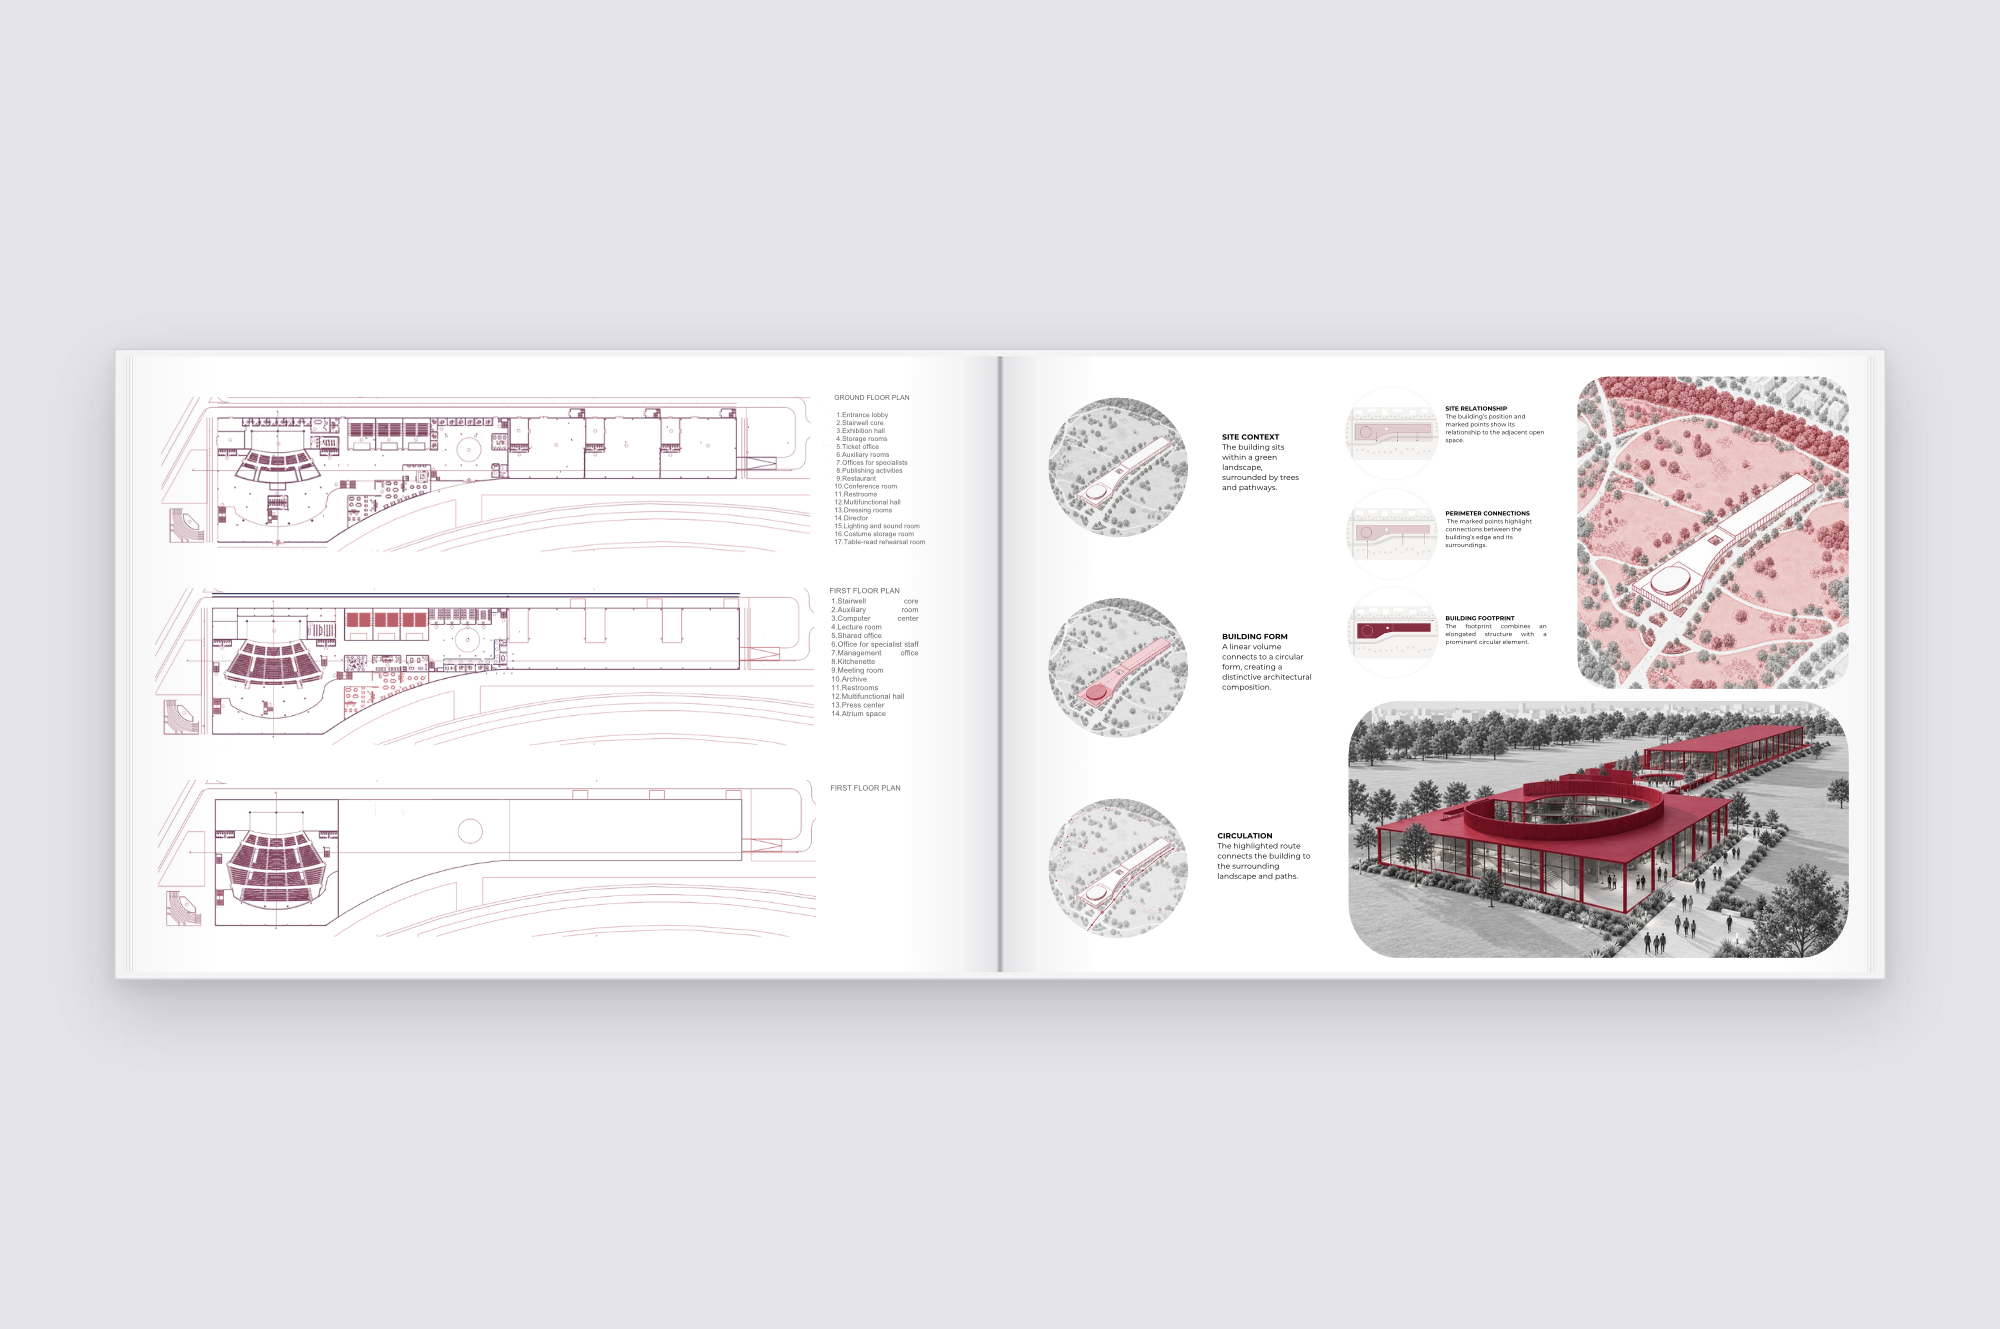 GROUND FLOOR PLAN
1.Entrance lobby
2.Stairwell core
3.Exhibition hall
4.Storage rooms
5.Ticket office
6.Auxiliary rooms
7.Offices for specialists
8.Publishing activities
9.Restaurant
10.Conference room
11.Restrooms
12.Multifunctional hall
13.Dressing rooms
14.Director
15.Lighting and sound room
16.Costume storage room
17.Table-read rehearsal room
FIRST FLOOR PLAN
1.Stairwell core
2.Auxiliary room
3.Computer center
4.Lecture room
5.Shared office
6.Office for specialist staff
7.Management office
8.Kitchenette
9.Meeting room
10.Archive
11.Restrooms
12.Multifunctional hall
13.Press center
14.Atrium space
FIRST FLOOR PLAN
SITE CONTEXT
The building sits
within a green
landscape,
surrounded by trees
and pathways.
BUILDING FORM
A linear volume
connects to a circular
form, creating a
distinctive architectural
composition.
CIRCULATION
The highlighted route
connects the building to
the surrounding
landscape and paths.
SITE RELATIONSHIP
The building's position and
marked points show its
relationship to the adjacent open
space.
PERIMETER CONNECTIONS
The marked points highlight
connections between the
building's edge and its
surroundings.
BUILDING FOOTPRINT
The footprint combines an
elongated structure with a
prominent circular element.